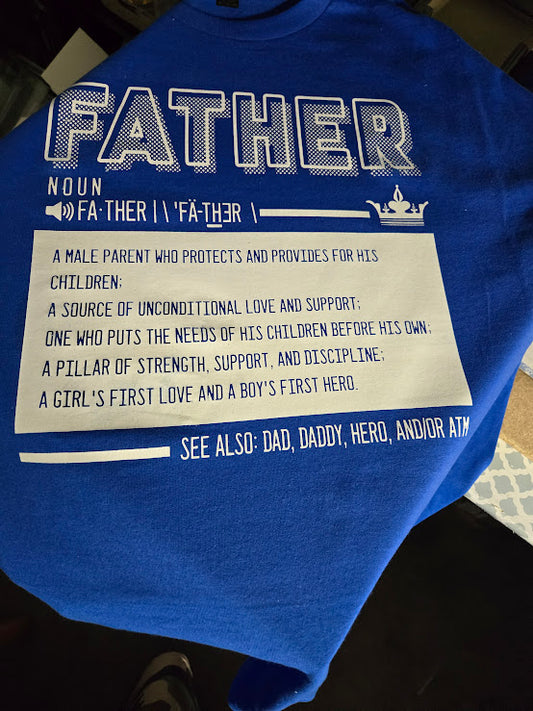 FATHER
NOUN
FA·THER | \ 'FÄ-T͟HƎR \
A MALE PARENT WHO PROTECTS AND PROVIDES FOR HIS
CHILDREN;
A SOURCE OF UNCONDITIONAL LOVE AND SUPPORT;
ONE WHO PUTS THE NEEDS OF HIS CHILDREN BEFORE HIS OWN;
A PILLAR OF STRENGTH, SUPPORT, AND DISCIPLINE;
A GIRL'S FIRST LOVE AND A BOY'S FIRST HERO.
SEE ALSO: DAD, DADDY, HERO, AND/OR ATM